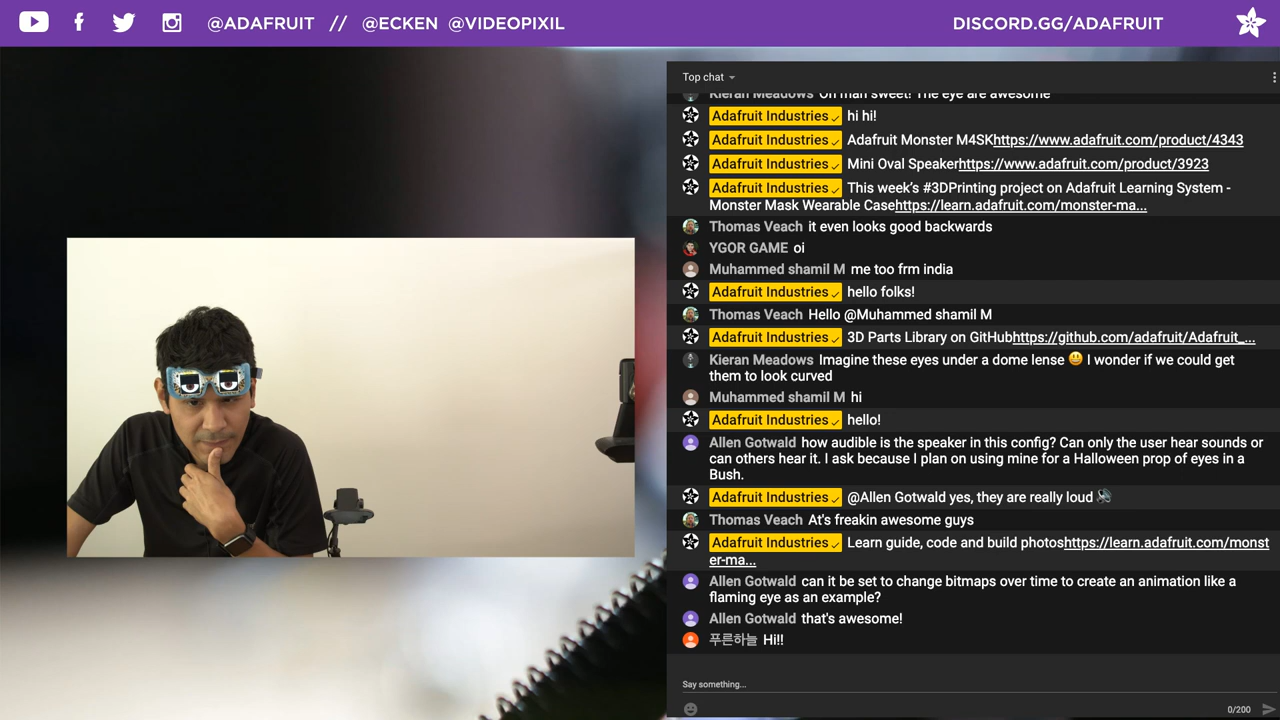 @ADAFRUIT // @ECKEN @VIDEOPIXIL
DISCORD.GG/ADAFRUIT
Top chat
Kieran Meadows Oh man sweet! The eye are awesome
Adafruit Industries hi hi!
Adafruit Industries Adafruit Monster M4SKhttps://www.adafruit.com/product/4343
Adafruit Industries Mini Oval Speakerhttps://www.adafruit.com/product/3923
Adafruit Industries This week's #3DPrinting project on Adafruit Learning System -
Monster Mask Wearable Casehttps://learn.adafruit.com/monster-ma...
Thomas Veach it even looks good backwards
YGOR GAME oi
Muhammed shamil M me too frm india
Adafruit Industries hello folks!
Thomas Veach Hello @Muhammed shamil M
Adafruit Industries 3D Parts Library on GitHubhttps://github.com/adafruit/Adafruit_...
Kieran Meadows Imagine these eyes under a dome lense 😃 I wonder if we could get
them to look curved
Muhammed shamil M hi
Adafruit Industries hello!
Allen Gotwald how audible is the speaker in this config? Can only the user hear sounds or
can others hear it. I ask because I plan on using mine for a Halloween prop of eyes in a
Bush.
Adafruit Industries @Allen Gotwald yes, they are really loud 🔊
Thomas Veach At's freakin awesome guys
Adafruit Industries Learn guide, code and build photoshttps://learn.adafruit.com/monst
er-ma...
Allen Gotwald can it be set to change bitmaps over time to create an animation like a
flaming eye as an example?
Allen Gotwald that's awesome!
푸른하늘 Hi!!
Say something...
0/200